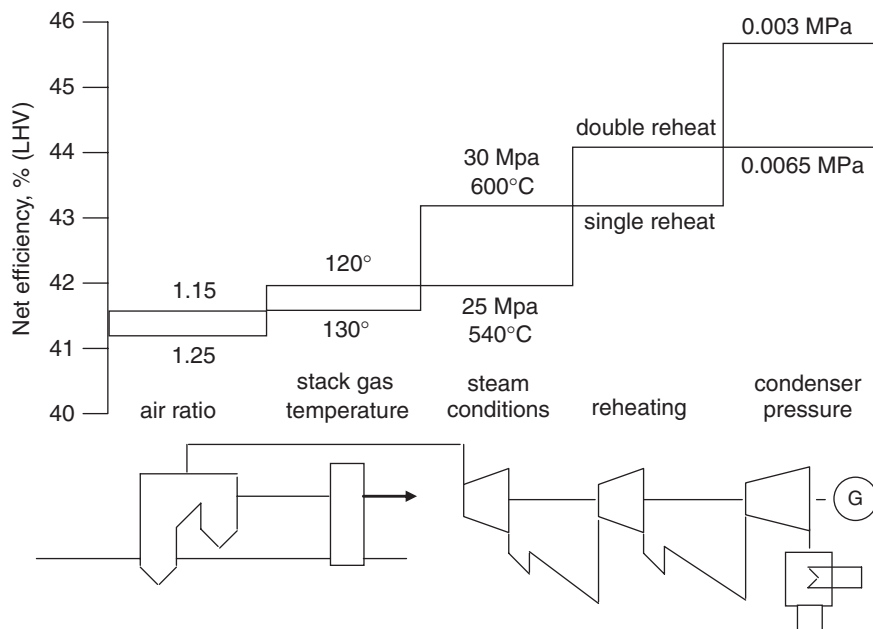 46
45
44
43
42
41
40
Net efficiency, % (LHV)
1.15
1.25
120°
130°
30 Mpa
600°C
25 Mpa
540°C
double reheat
single reheat
0.003 MPa
0.0065 MPa
air ratio
stack gas
temperature
steam
conditions
reheating
condenser
pressure
G